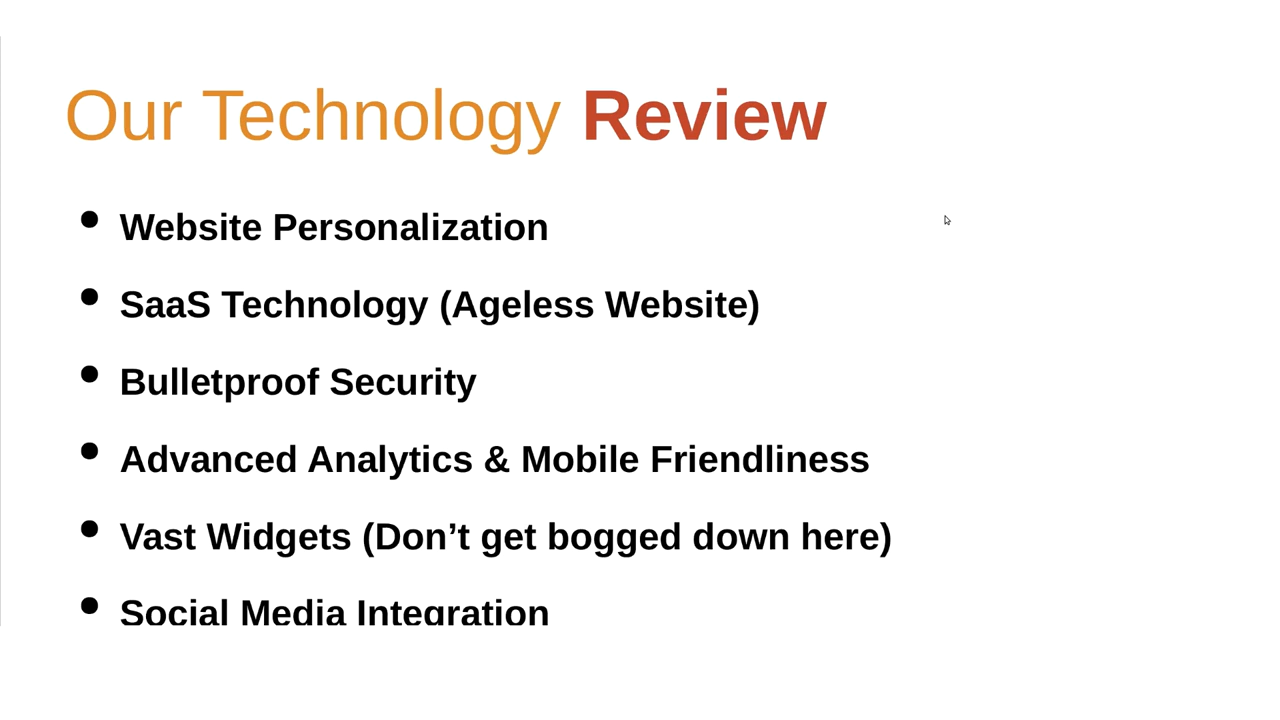 Our Technology Review
• Website Personalization
• SaaS Technology (Ageless Website)
• Bulletproof Security
• Advanced Analytics & Mobile Friendliness
• Vast Widgets (Don’t get bogged down here)
• Social Media Integration